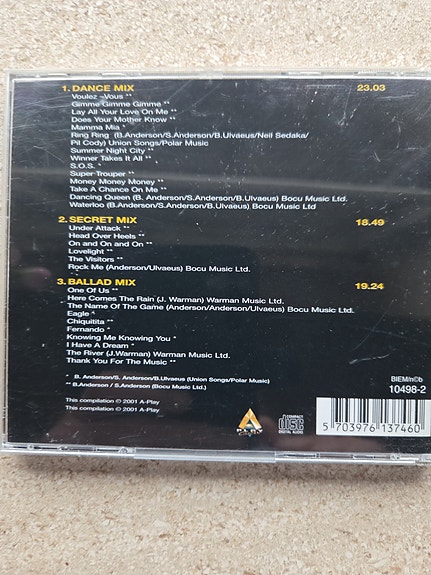 1. DANCE MIX 23.03
Voulez -Vous **
Gimme Gimme Gimme **
Lay All Your Love On Me
Does Your Mother Know **
Mamma Mia ^
Ring Ring (B.Anderson/S.Anderson/B.Ulvaeus/Neil Sedaka/
Pil Cody) Union Songs/Polar Music
Summer Night City **
Winner Takes It All **
S.O.S. ^
Super Trouper **
Money Money Money **
Take A Chance On Me **
Dancing Queen (B. Anderson/S.Anderson/B.Ulvaeus) Bocu Music Ltd.
Waterloo (B.Anderson/S.Anderson/B.Ulvaeus) Bocu Music Ltd
2. SECRET MIX 18.49
Under Attack **
Head Over Heels **
On and On and On **
Lovelight **
The Visitors **
Rock Me (Anderson/Ulvaeus) Bocu Music Ltd.
3. BALLAD MIX 19.24
One Of Us **
Here Comes The Rain (J. Warman) Warman Music Ltd.
The Name Of The Game (Anderson/Anderson/Ulvaeus) Bocu Music Ltd.
Eagle ^
Chiquitita **
Fernando ^
Knowing Me Knowing You ^
I Have A Dream ^
The River (J.Warman) Warman Music Ltd.
Thank You For The Music **
^ B. Anderson/S. Anderson/B.Ulvaeus (Union Songs/Polar Music)
** B.Anderson / S.Anderson (Bocu Music Ltd.)
This compilation ℗ 2001 A-Play
This compilation © 2001 A-Play
A
PLAY
COMPACT
disc
DIGITAL AUDIO
BIEM/n©b
10498-2
5 703976 137460